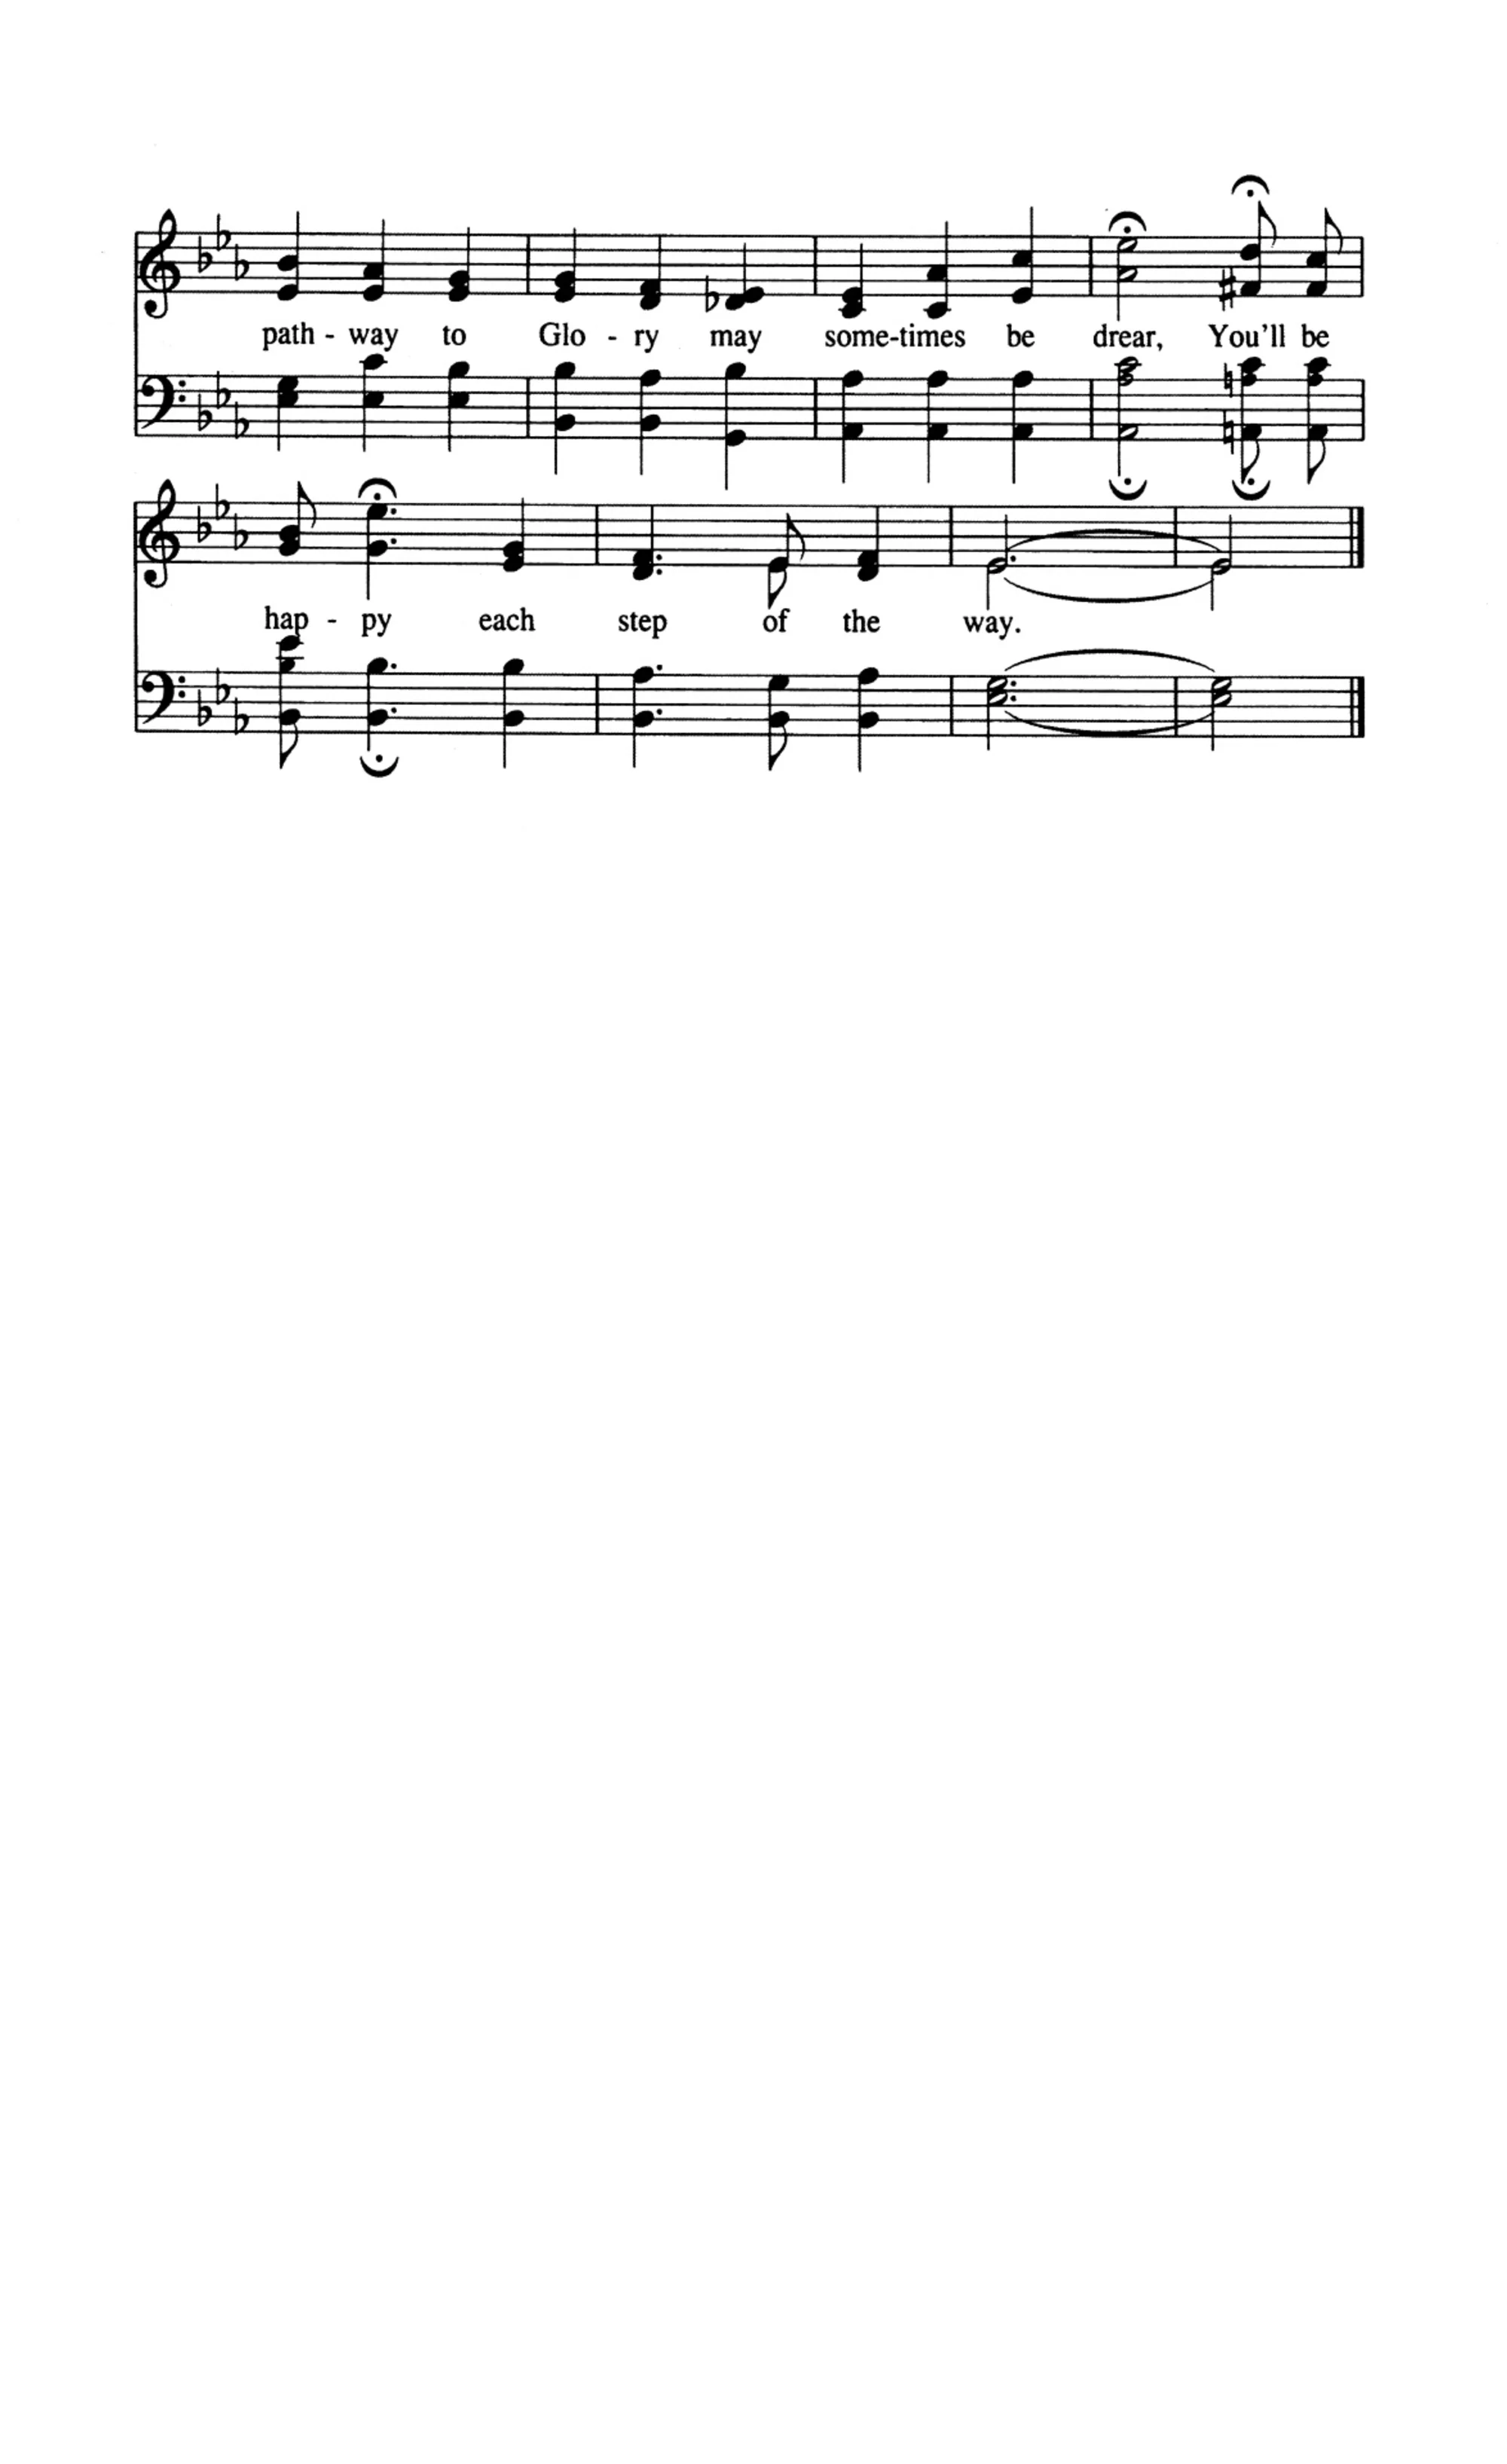 path - way to Glo - ry may some-times be drear, You'll be
hap - py each step of the way.